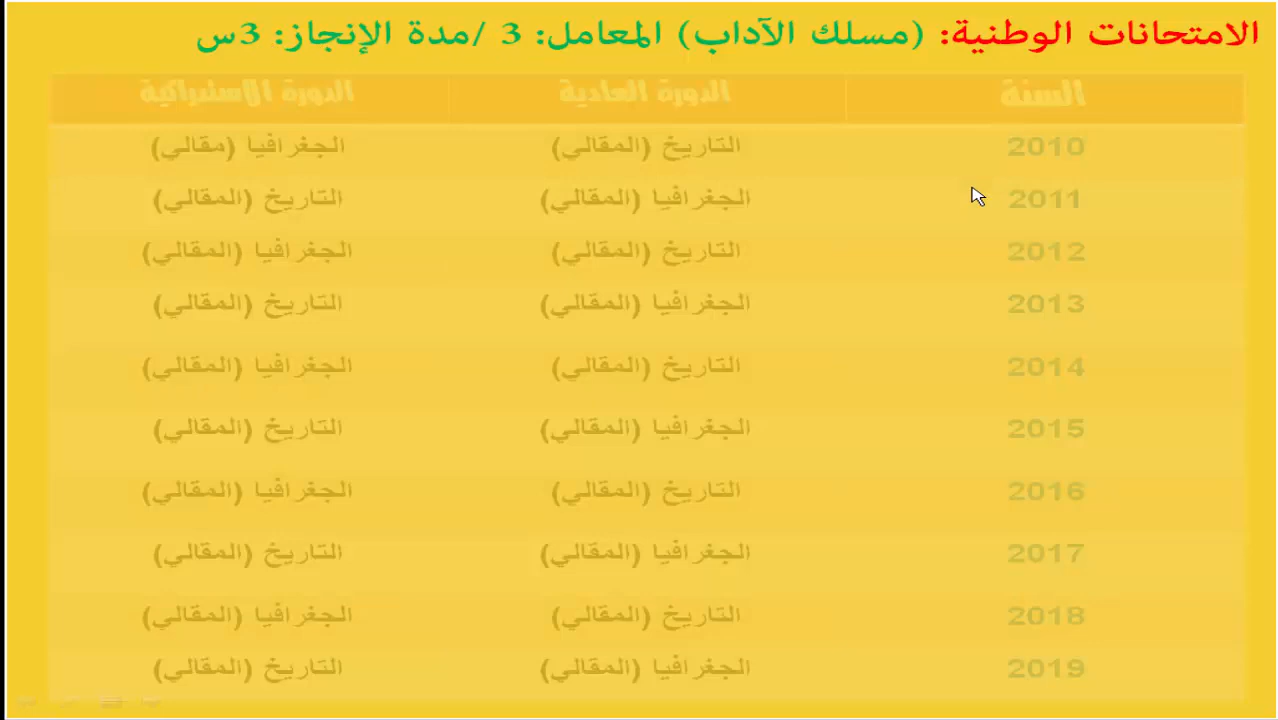 الامتحانات الوطنية: (مسلك الآداب) المعامل: 3 /مدة الإنجاز: 3س
السنة الدورة العادية الدورة الاستدراكية
2010 التاريخ (المقالي) الجغرافيا (مقالي)
2011 الجغرافيا (المقالي) التاريخ (المقالي)
2012 التاريخ (المقالي) الجغرافيا (المقالي)
2013 الجغرافيا (المقالي) التاريخ (المقالي)
2014 التاريخ (المقالي) الجغرافيا (المقالي)
2015 الجغرافيا (المقالي) التاريخ (المقالي)
2016 التاريخ (المقالي) الجغرافيا (المقالي)
2017 الجغرافيا (المقالي) التاريخ (المقالي)
2018 التاريخ (المقالي) الجغرافيا (المقالي)
2019 الجغرافيا (المقالي) التاريخ (المقالي)